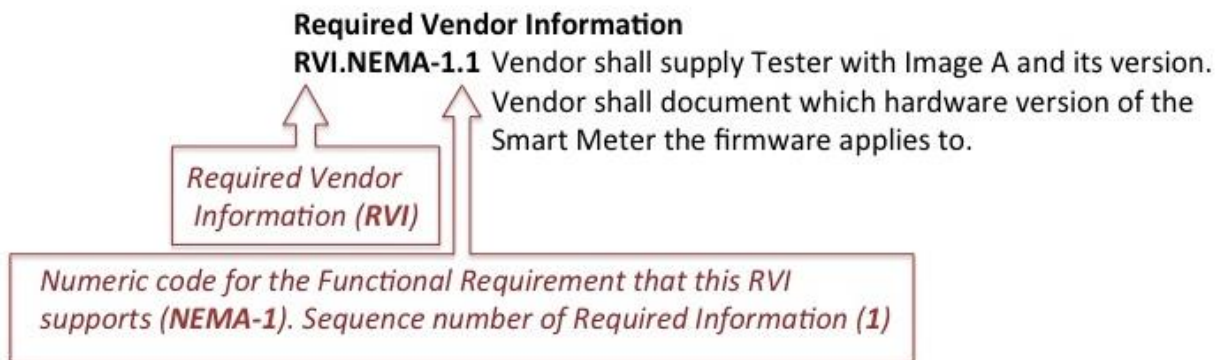 Required Vendor Information
RVI.NEMA-1.1 Vendor shall supply Tester with Image A and its version.
Vendor shall document which hardware version of the
Smart Meter the firmware applies to.
Required Vendor
Information (RVI)
Numeric code for the Functional Requirement that this RVI
supports (NEMA-1). Sequence number of Required Information (1)